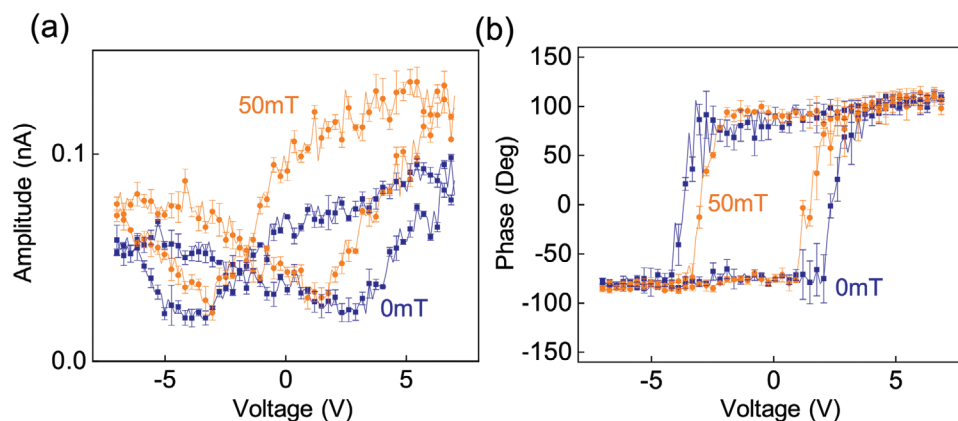 (a)
Amplitude (nA)
0.1
0.0
50mT
0mT
-5
0
5
Voltage (V)
(b)
Phase (Deg)
150
100
50
0
-50
-100
-150
50mT
0mT
-5
0
5
Voltage (V)